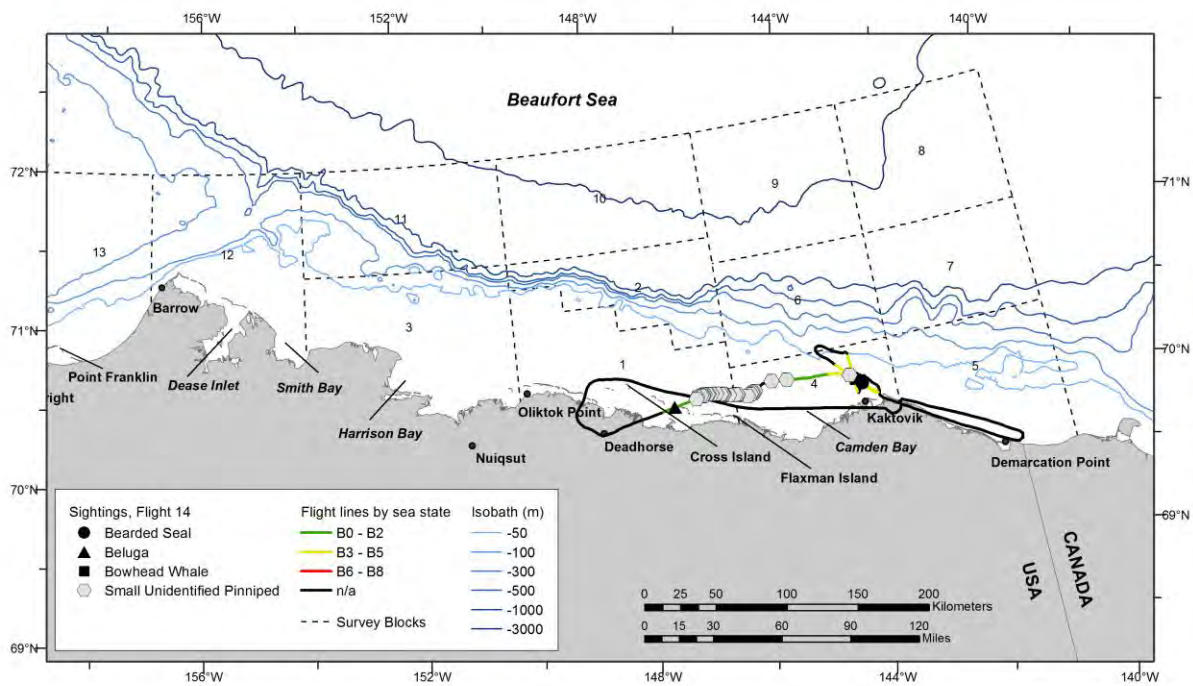 156°W 152°W 148°W 144°W 140°W
Beaufort Sea
8
9
72°N
71°N
10
11
13
12
7
2
6
Barrow
71°N
3
70°N
1
4
5
Point Franklin
Dease Inlet
Smith Bay
Oliktok Point
Kaktovik
Harrison Bay
Deadhorse
Cross Island
Camden Bay
Nuiqsut
Flaxman Island
Demarcation Point
70°N
69°N
Sightings, Flight 14
Bearded Seal
Beluga
Bowhead Whale
Small Unidentified Pinniped
Flight lines by sea state
B0 - B2
B3 - B5
B6 - B8
n/a
Survey Blocks
Isobath (m)
-50
-100
-300
-500
-1000
-3000
USA
CANADA
0 25 50 100 150 200
Kilometers
0 15 30 60 90 120
Miles
69°N
156°W 152°W 148°W 144°W 140°W